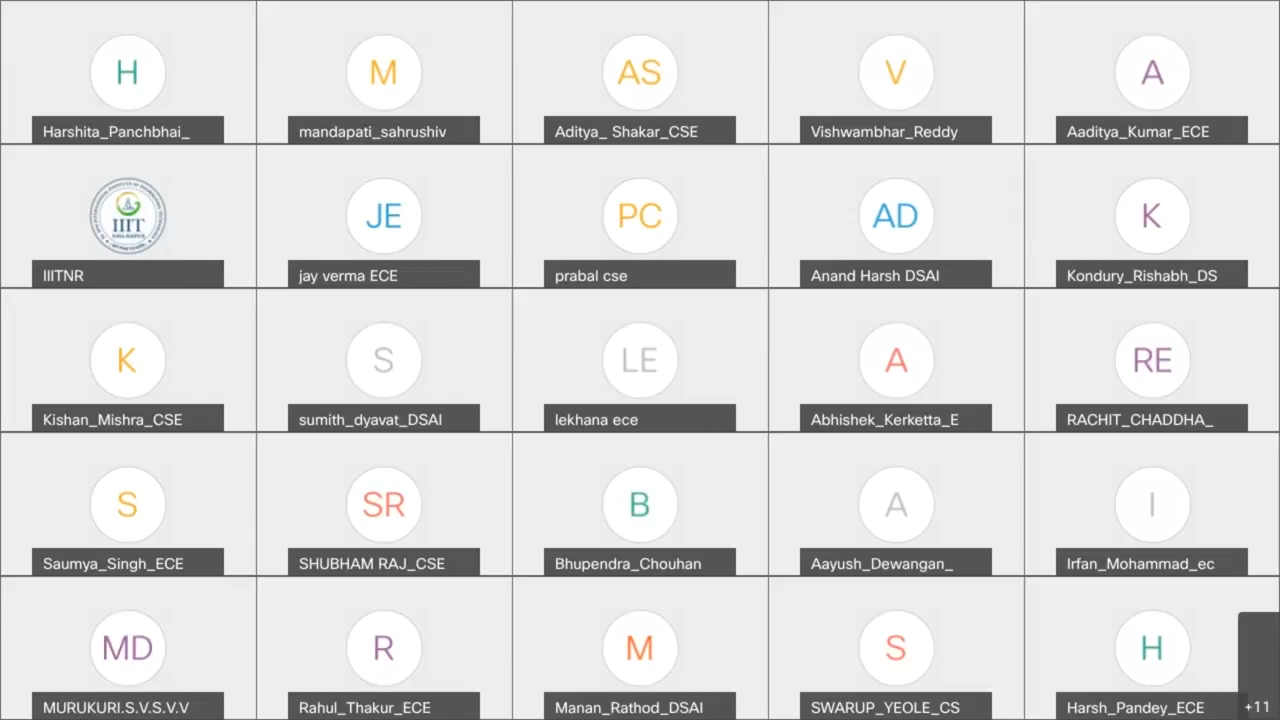 H
Harshita_Panchbhai_
M
mandapati_sahrushiv
AS
Aditya_ Shakar_CSE
V
Vishwambhar_Reddy
A
Aaditya_Kumar_ECE
IIIT
IIITNR
JE
jay verma ECE
PC
prabal cse
AD
Anand Harsh DSAI
K
Kondury_Rishabh_DS
K
Kishan_Mishra_CSE
S
sumith_dyavat_DSAI
LE
lekhana ece
A
Abhishek_Kerketta_E
RE
RACHIT_CHADDHA_
S
Saumya_Singh_ECE
SR
SHUBHAM RAJ_CSE
B
Bhupendra_Chouhan
A
Aayush_Dewangan_
I
Irfan_Mohammad_ec
MD
MURUKURI.S.V.S.V.V
R
Rahul_Thakur_ECE
M
Manan_Rathod_DSAI
S
SWARUP_YEOLE_CS
H
Harsh_Pandey_ECE
+11